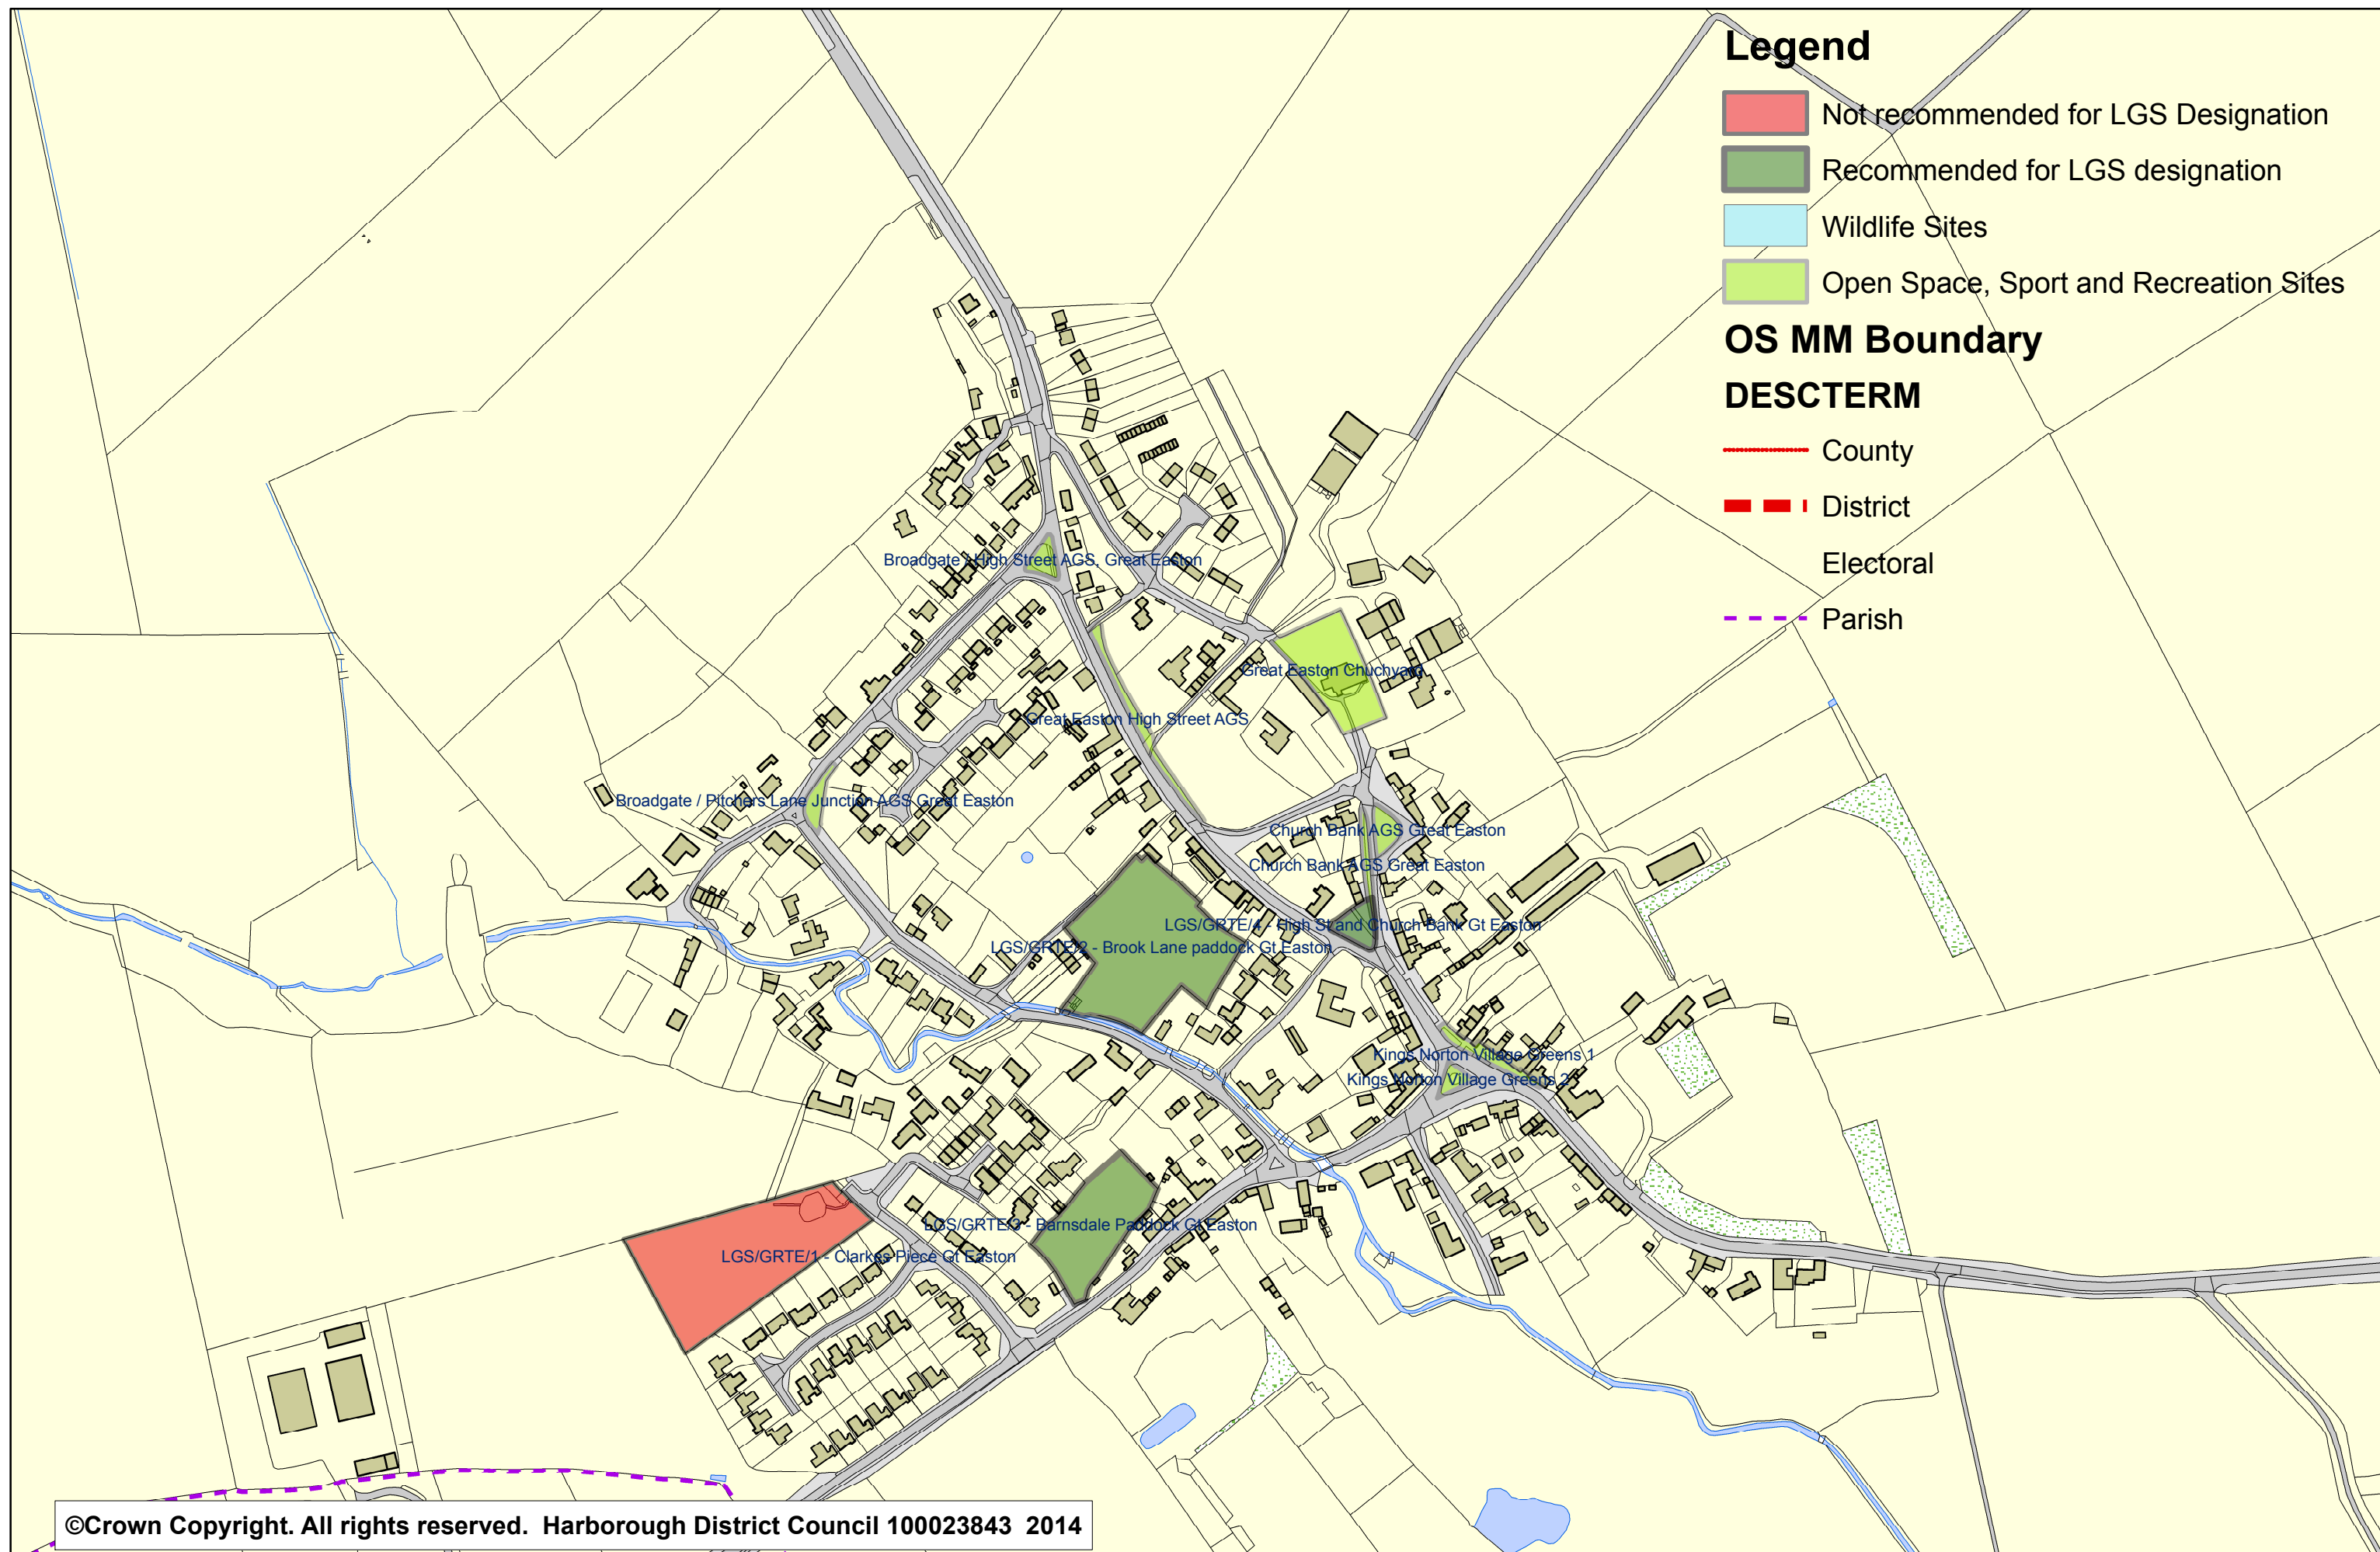 Legend
Not recommended for LGS Designation
Recommended for LGS designation
Wildlife Sites
Open Space, Sport and Recreation Sites
OS MM Boundary
DESCTERM
County
District
Electoral
Parish
Broadgate / High Street AGS, Great Easton
Great Easton Chuchyard
Great Easton High Street AGS
Broadgate / Pitchers Lane Junction AGS Great Easton
Church Bank AGS Great Easton
Church Bank AGS Great Easton
LGS/GRTE/4 - High St and Church Bank Gt Easton
LGS/GRTE/2 - Brook Lane paddock Gt Easton
Kings Norton Village Greens 1
Kings Norton Village Greens 2
LGS/GRTE/3 - Barnsdale Paddock Gt Easton
LGS/GRTE/1 - Clarkes Piece Gt Easton
©Crown Copyright. All rights reserved. Harborough District Council 100023843 2014